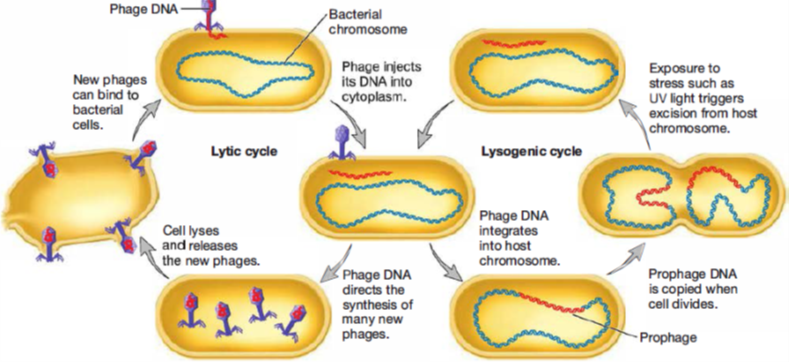 Phage DNA
Bacterial
chromosome
New phages
can bind to
bacterial
cells.
Phage injects
its DNA into
cytoplasm.
Exposure to
stress such as
UV light triggers
excision from host
chromosome.
Lytic cycle
Lysogenic cycle
Cell lyses
and releases
the new phages.
Phage DNA
directs the
synthesis of
many new
phages.
Phage DNA
integrates
into host
chromosome.
Prophage DNA
is copied when
cell divides.
Prophage